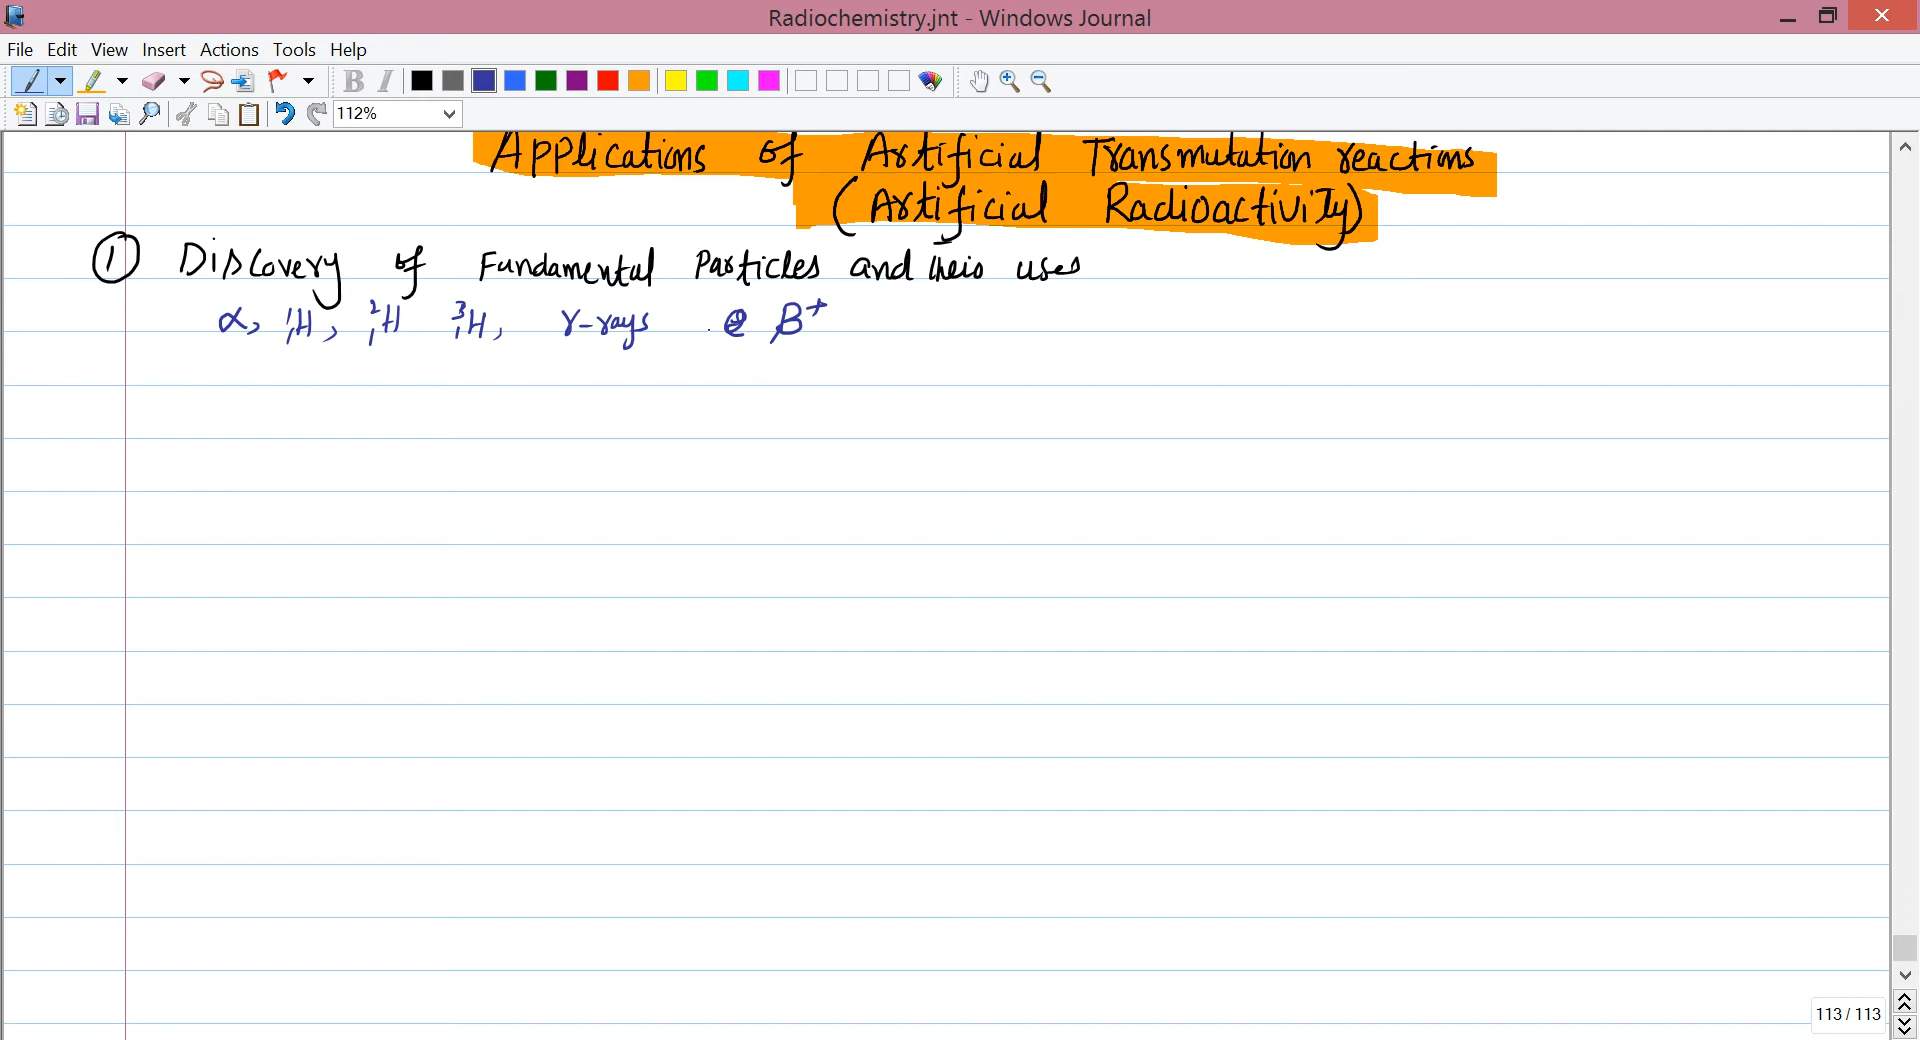 Radiochemistry.jnt - Windows Journal
File Edit View Insert Actions Tools Help
B I
112%
Applications of Artificial Transmutation reactions
(Artificial Radioactivity)
① Discovery of Fundamental Particles and their uses
α, ¹₁H, ²₁H ³₁H, γ-rays e β⁺
113 / 113